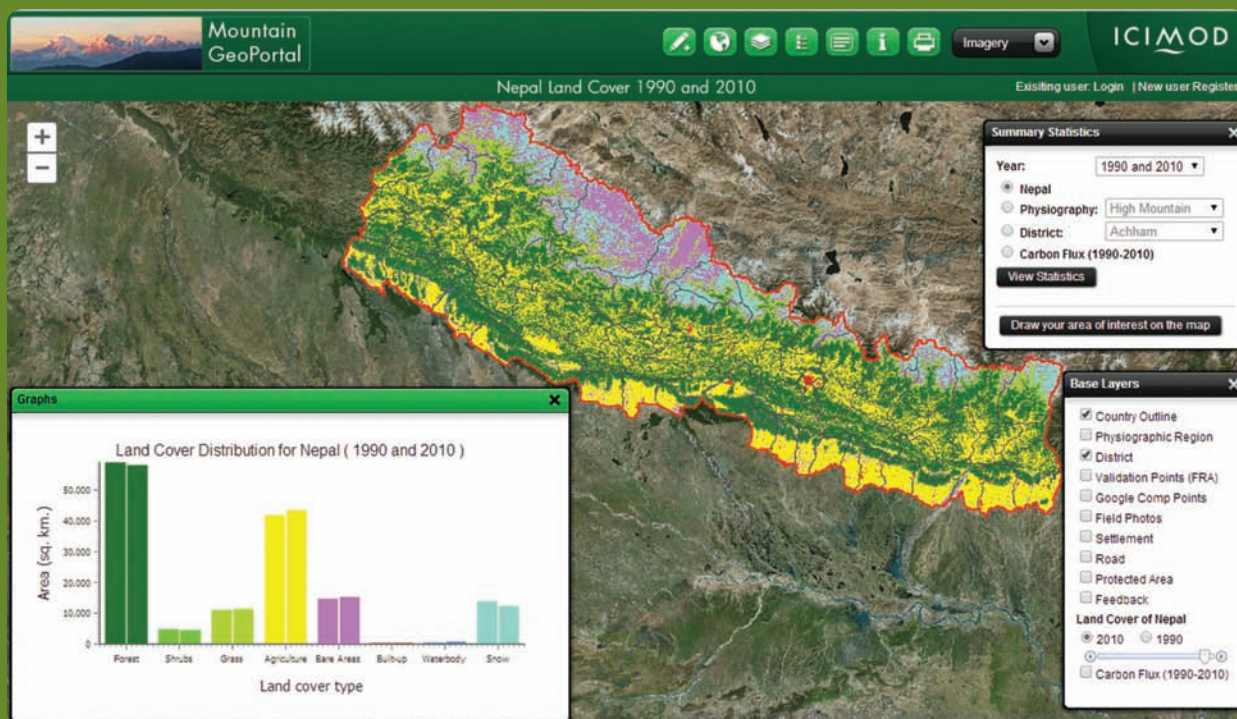 Mountain
GeoPortal
Imagery
ICIMOD
Nepal Land Cover 1990 and 2010
Exisiting user: Login | New user Register
+
−
Summary Statistics X
Year: 1990 and 2010
Nepal
Physiography: High Mountain
District: Achham
Carbon Flux (1990-2010)
View Statistics
Draw your area of interest on the map
Base Layers X
Country Outline
Physiographic Region
District
Validation Points (FRA)
Google Comp Points
Field Photos
Settlement
Road
Protected Area
Feedback
Land Cover of Nepal
2010 1990
Carbon Flux (1990-2010)
Graphs X
Land Cover Distribution for Nepal ( 1990 and 2010 )
Area (sq. km.)
50.000
40.000
30.000
20.000
10.000
0
Forest Shrubs Grass Agriculture Bare Areas Built-up Waterbody Snow
Land cover type